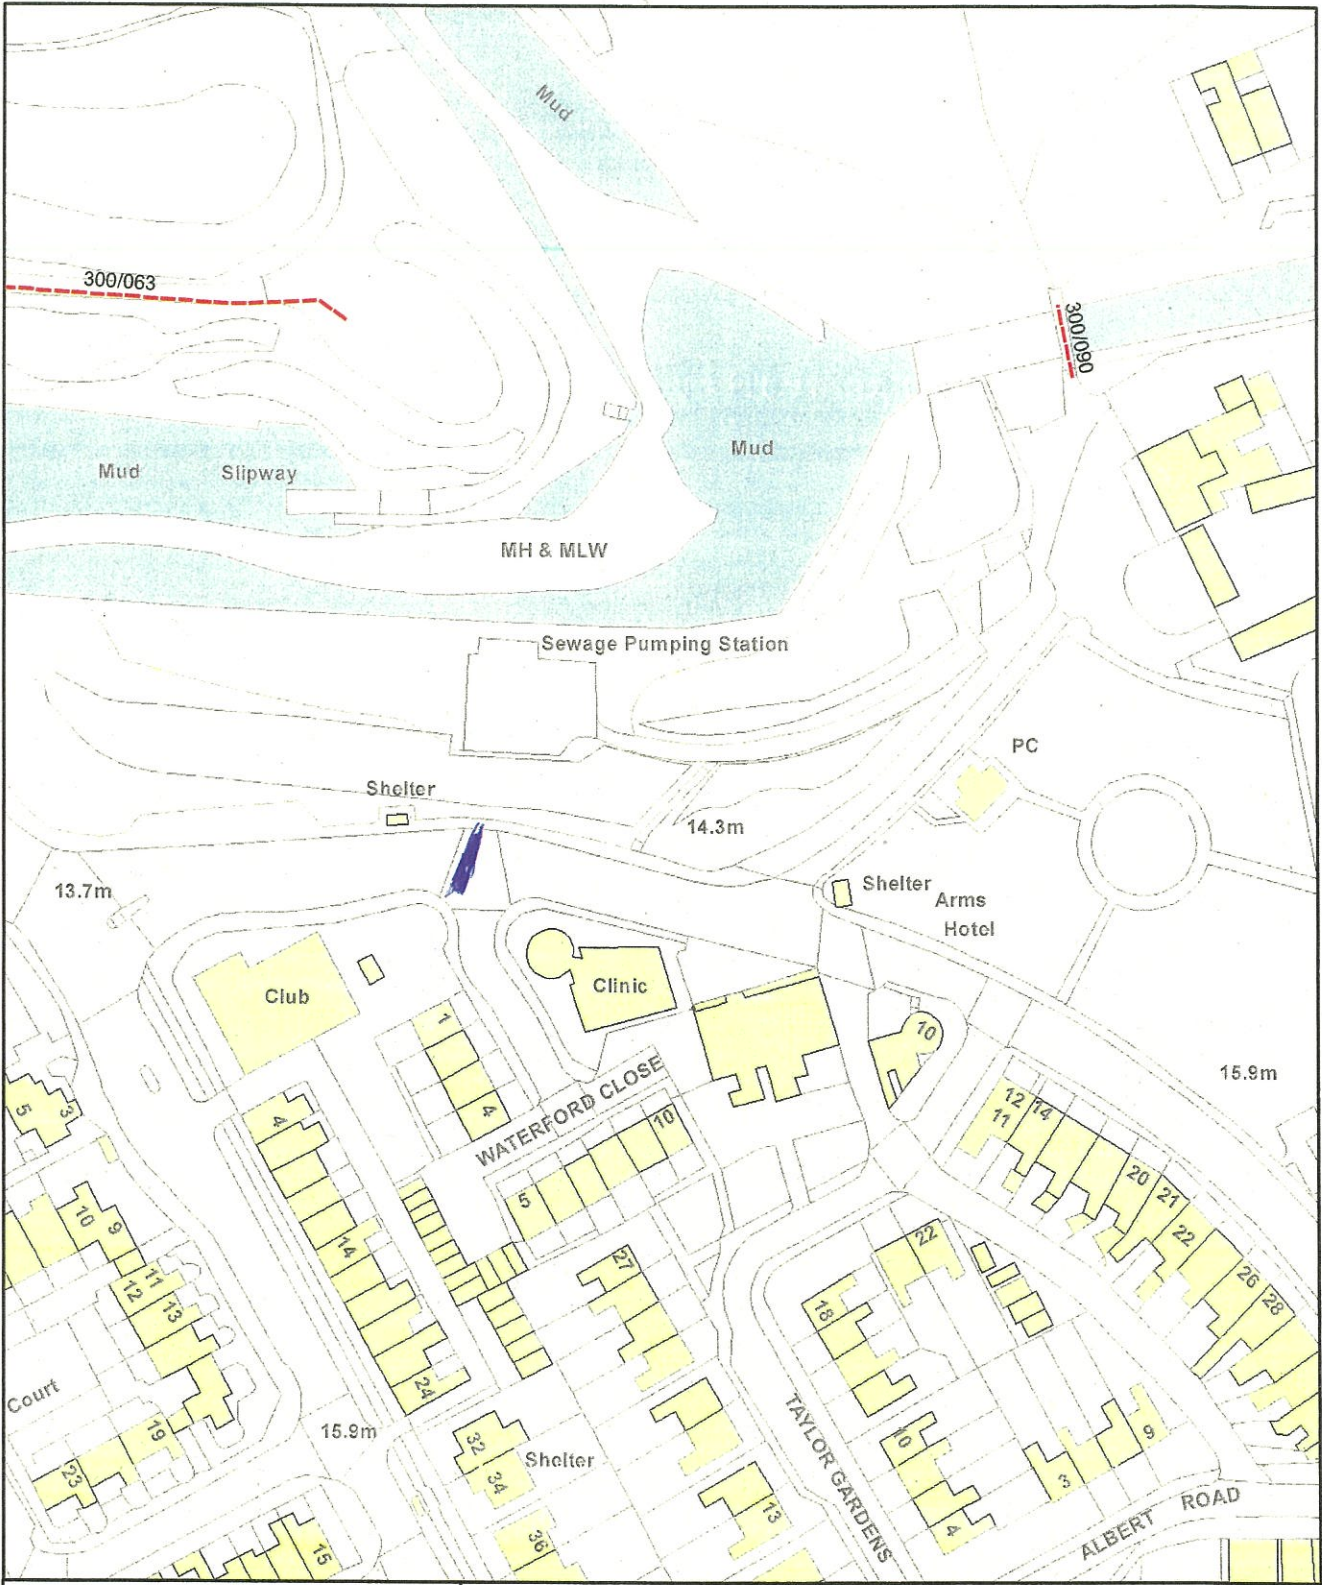 Mud
300/063
300/090
Mud
Slipway
Mud
MH & MLW
Sewage Pumping Station
PC
Shelter
14.3m
13.7m
Shelter
Arms
Hotel
Club
Clinic
1
10
15.9m
4
WATERFORD CLOSE
10
12
14
11
5
3
4
5
20
21
22
10
9
14
27
22
26
28
11
12
13
18
24
Court
19
15.9m
32
Shelter
34
TAYLOR GARDENS
10
9
23
3
13
4
ALBERT ROAD
15
36